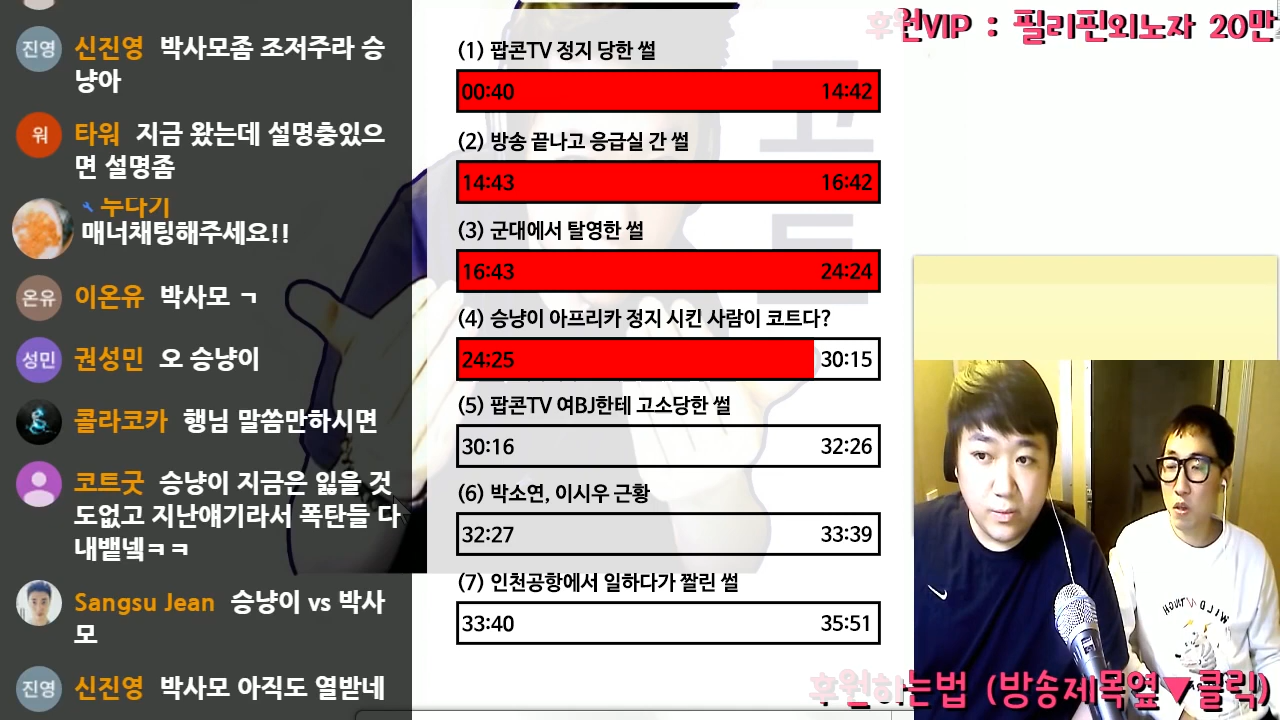 진영 신진영 박사모좀 조저주라 승
냥아
워 타워 지금 왔는데 설명충있으
면 설명좀
누다기
매너채팅해주세요!!
온유 이온유 박사모 ㄱ
성민 권성민 오 승냥이
콜라코카 행님 말씀만하시면
코트굿 승냥이 지금은 잃을 것
도없고 지난얘기라서 폭탄들 다
내뱉넼ㅋㅋ
Sangsu Jean 승냥이 vs 박사
모
진영 신진영 박사모 아직도 열받네
(1) 팝콘TV 정지 당한 썰
00:40 14:42
(2) 방송 끝나고 응급실 간 썰
14:43 16:42
(3) 군대에서 탈영한 썰
16:43 24:24
(4) 승냥이 아프리카 정지 시킨 사람이 코트다?
24:25 30:15
(5) 팝콘TV 여BJ한테 고소당한 썰
30:16 32:26
(6) 박소연, 이시우 근황
32:27 33:39
(7) 인천공항에서 일하다가 짤린 썰
33:40 35:51
코트
후원VIP : 필리핀외노자 20만
WILD
후원하는법 (방송제목옆▼클릭)